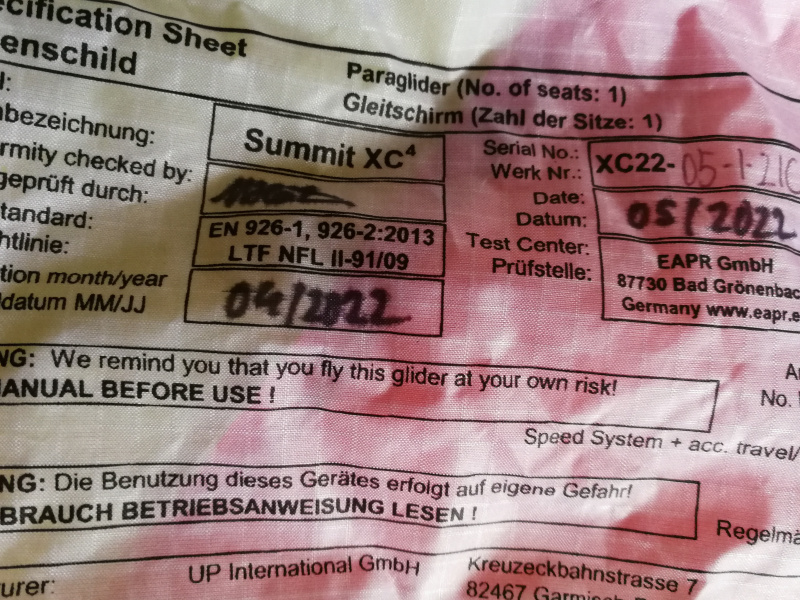 cification Sheet
enschild
Paraglider (No. of seats: 1)
Gleitschirm (Zahl der Sitze: 1)
nbezeichnung:
Summit XC⁴
Serial No.:
Werk Nr.:
XC22-05-1-210
rmity checked by:
geprüft durch:
Date:
Datum:
05/2022
tandard:
htlinie:
EN 926-1, 926-2:2013
LTF NFL II-91/09
Test Center:
Prüfstelle:
EAPR GmbH
87730 Bad Grönenbac
Germany www.eapr.e
tion month/year
datum MM/JJ
04/2022
NG: We remind you that you fly this glider at your own risk!
ANUAL BEFORE USE !
No.
Speed System + acc. travel/
NG: Die Benutzung dieses Gerätes erfolgt auf eigene Gefahr!
BRAUCH BETRIEBSANWEISUNG LESEN !
Regelmä
urer:
UP International GmbH
Kreuzeckbahnstrasse 7
82467 Garmisch-